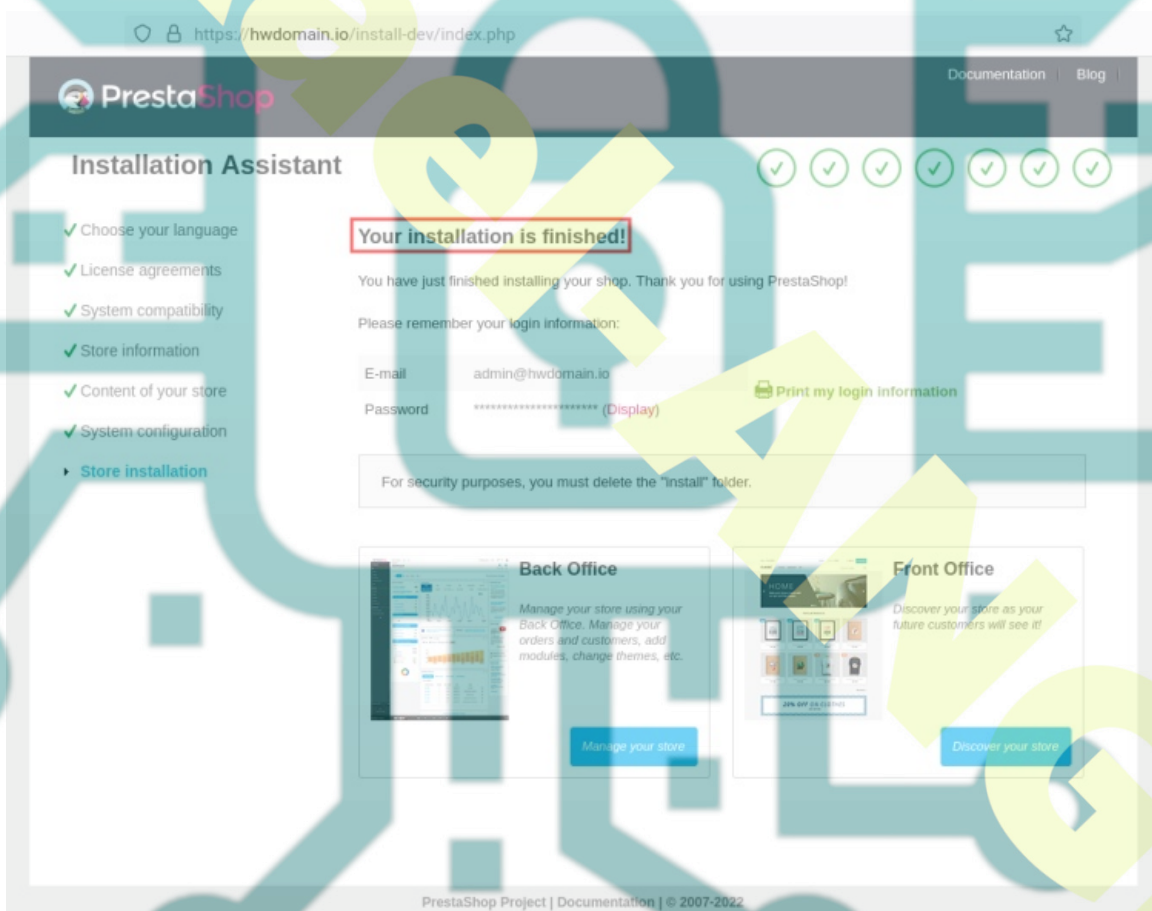 https://hwdomain.io/install-dev/index.php
Documentation | Blog |
PrestaShop
Installation Assistant
Choose your language
License agreements
System compatibility
Store information
Content of your store
System configuration
Store installation
Your installation is finished!
You have just finished installing your shop. Thank you for using PrestaShop!
Please remember your login information:
E-mail admin@hwdomain.io
Password ********************** (Display)
Print my login information
For security purposes, you must delete the "install" folder.
Back Office
Manage your store using your
Back Office. Manage your
orders and customers, add
modules, change themes, etc.
Manage your store
HOME
20% OFF ON CLOTHES
Front Office
Discover your store as your
future customers will see it!
Discover your store
PrestaShop Project | Documentation | © 2007-2022